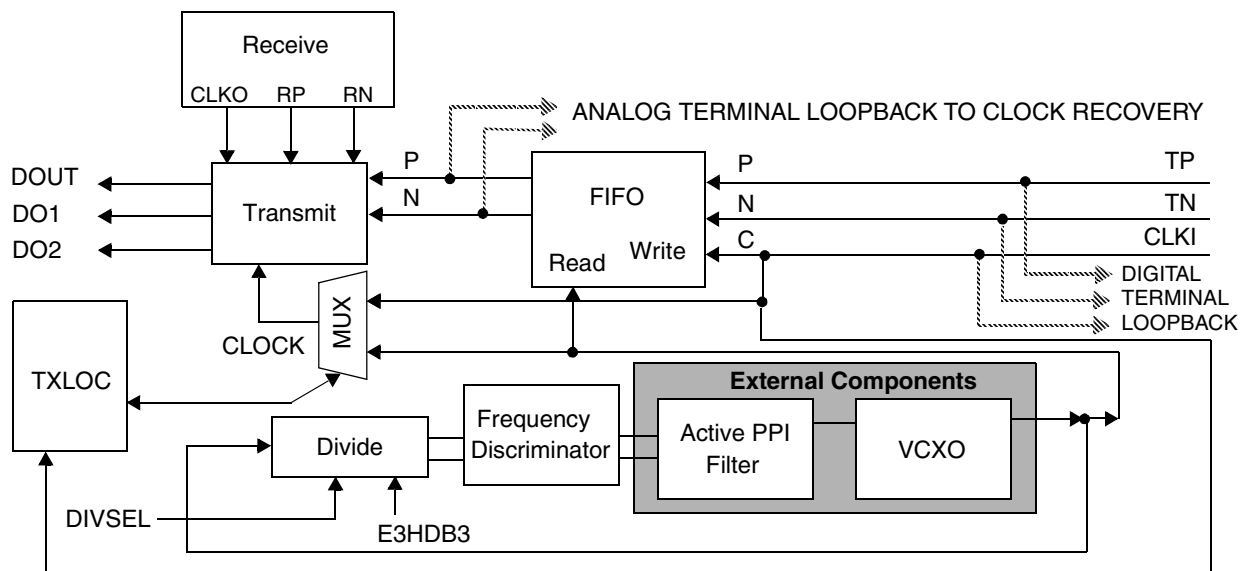 Receive
CLKO RP RN
ANALOG TERMINAL LOOPBACK TO CLOCK RECOVERY
DOUT
DO1
DO2
Transmit
P
N
FIFO
Read
Write
P
N
C
TP
TN
CLKI
DIGITAL
TERMINAL
LOOPBACK
MUX
CLOCK
TXLOC
External Components
Divide
Frequency
Discriminator
Active PPI
Filter
VCXO
DIVSEL
E3HDB3